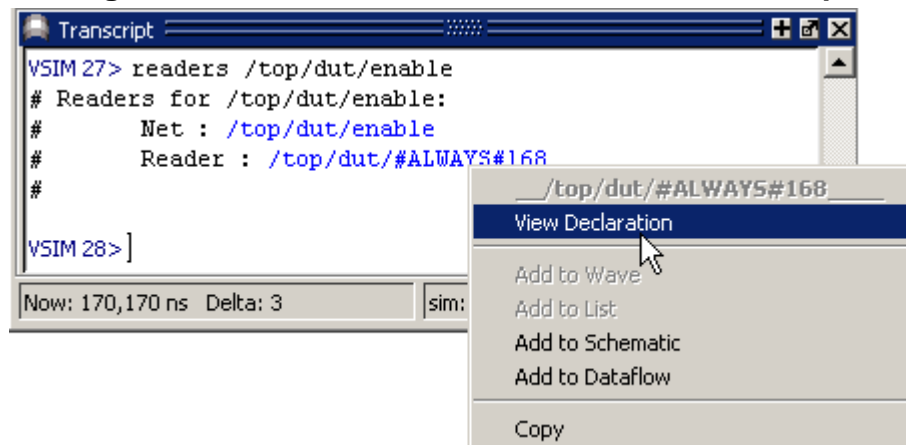 Transcript
VSIM 27> readers /top/dut/enable
# Readers for /top/dut/enable:
# Net : /top/dut/enable
# Reader : /top/dut/#ALWAYS#168
#
VSIM 28>
Now: 170,170 ns Delta: 3
sim:
__/top/dut/#ALWAYS#168____
View Declaration
Add to Wave
Add to List
Add to Schematic
Add to Dataflow
Copy